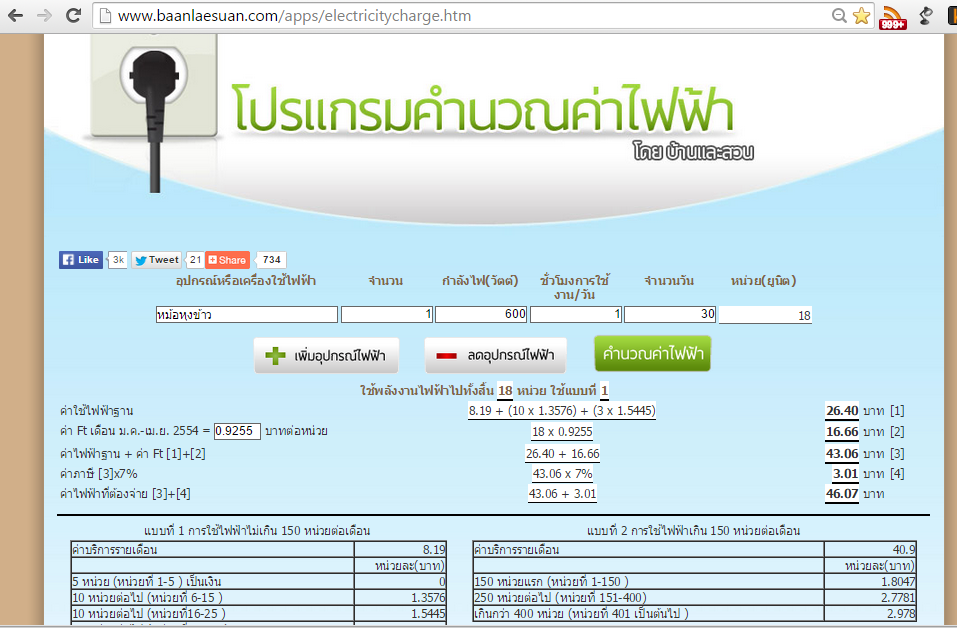 www.baanlaesuan.com/apps/electricitycharge.htm
999+
โปรแกรมคำนวณค่าไฟฟ้า
โดย บ้านและสวน
Like 3k Tweet 21 Share 734
อุปกรณ์หรือเครื่องใช้ไฟฟ้า จำนวน กำลังไฟ(วัตต์) ชั่วโมงการใช้งาน/วัน จำนวนวัน หน่วย(ยูนิต)
หม้อหุงข้าว 1 600 1 30 18
เพิ่มอุปกรณ์ไฟฟ้า ลดอุปกรณ์ไฟฟ้า คำนวณค่าไฟฟ้า
ใช้พลังงานไฟฟ้าไปทั้งสิ้น 18 หน่วย ใช้แบบที่ 1
ค่าใช้ไฟฟ้าฐาน 8.19 + (10 x 1.3576) + (3 x 1.5445) 26.40 บาท [1]
ค่า Ft เดือน ม.ค.-เม.ย. 2554 = 0.9255 บาทต่อหน่วย 18 x 0.9255 16.66 บาท [2]
ค่าไฟฟ้าฐาน + ค่า Ft [1]+[2] 26.40 + 16.66 43.06 บาท [3]
ค่าภาษี [3]x7% 43.06 x 7% 3.01 บาท [4]
ค่าไฟฟ้าที่ต้องจ่าย [3]+[4] 43.06 + 3.01 46.07 บาท
แบบที่ 1 การใช้ไฟฟ้าไม่เกิน 150 หน่วยต่อเดือน
ค่าบริการรายเดือน 8.19
หน่วยละ(บาท)
5 หน่วย (หน่วยที่ 1-5 ) เป็นเงิน 0
10 หน่วยต่อไป (หน่วยที่ 6-15 ) 1.3576
10 หน่วยต่อไป (หน่วยที่16-25 ) 1.5445
แบบที่ 2 การใช้ไฟฟ้าเกิน 150 หน่วยต่อเดือน
ค่าบริการรายเดือน 40.9
หน่วยละ(บาท)
150 หน่วยแรก (หน่วยที่ 1-150 ) 1.8047
250 หน่วยต่อไป (หน่วยที่ 151-400) 2.7781
เกินกว่า 400 หน่วย (หน่วยที่ 401 เป็นต้นไป ) 2.978